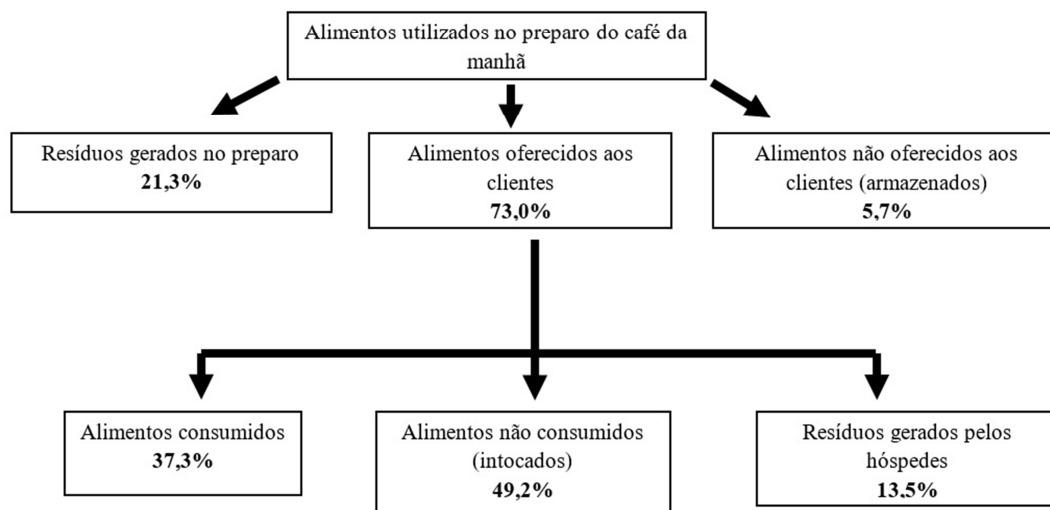 Alimentos utilizados no preparo do café da
manhã
Resíduos gerados no preparo
21,3%
Alimentos oferecidos aos
clientes
73,0%
Alimentos não oferecidos aos
clientes (armazenados)
5,7%
Alimentos consumidos
37,3%
Alimentos não consumidos
(intocados)
49,2%
Resíduos gerados pelos
hóspedes
13,5%